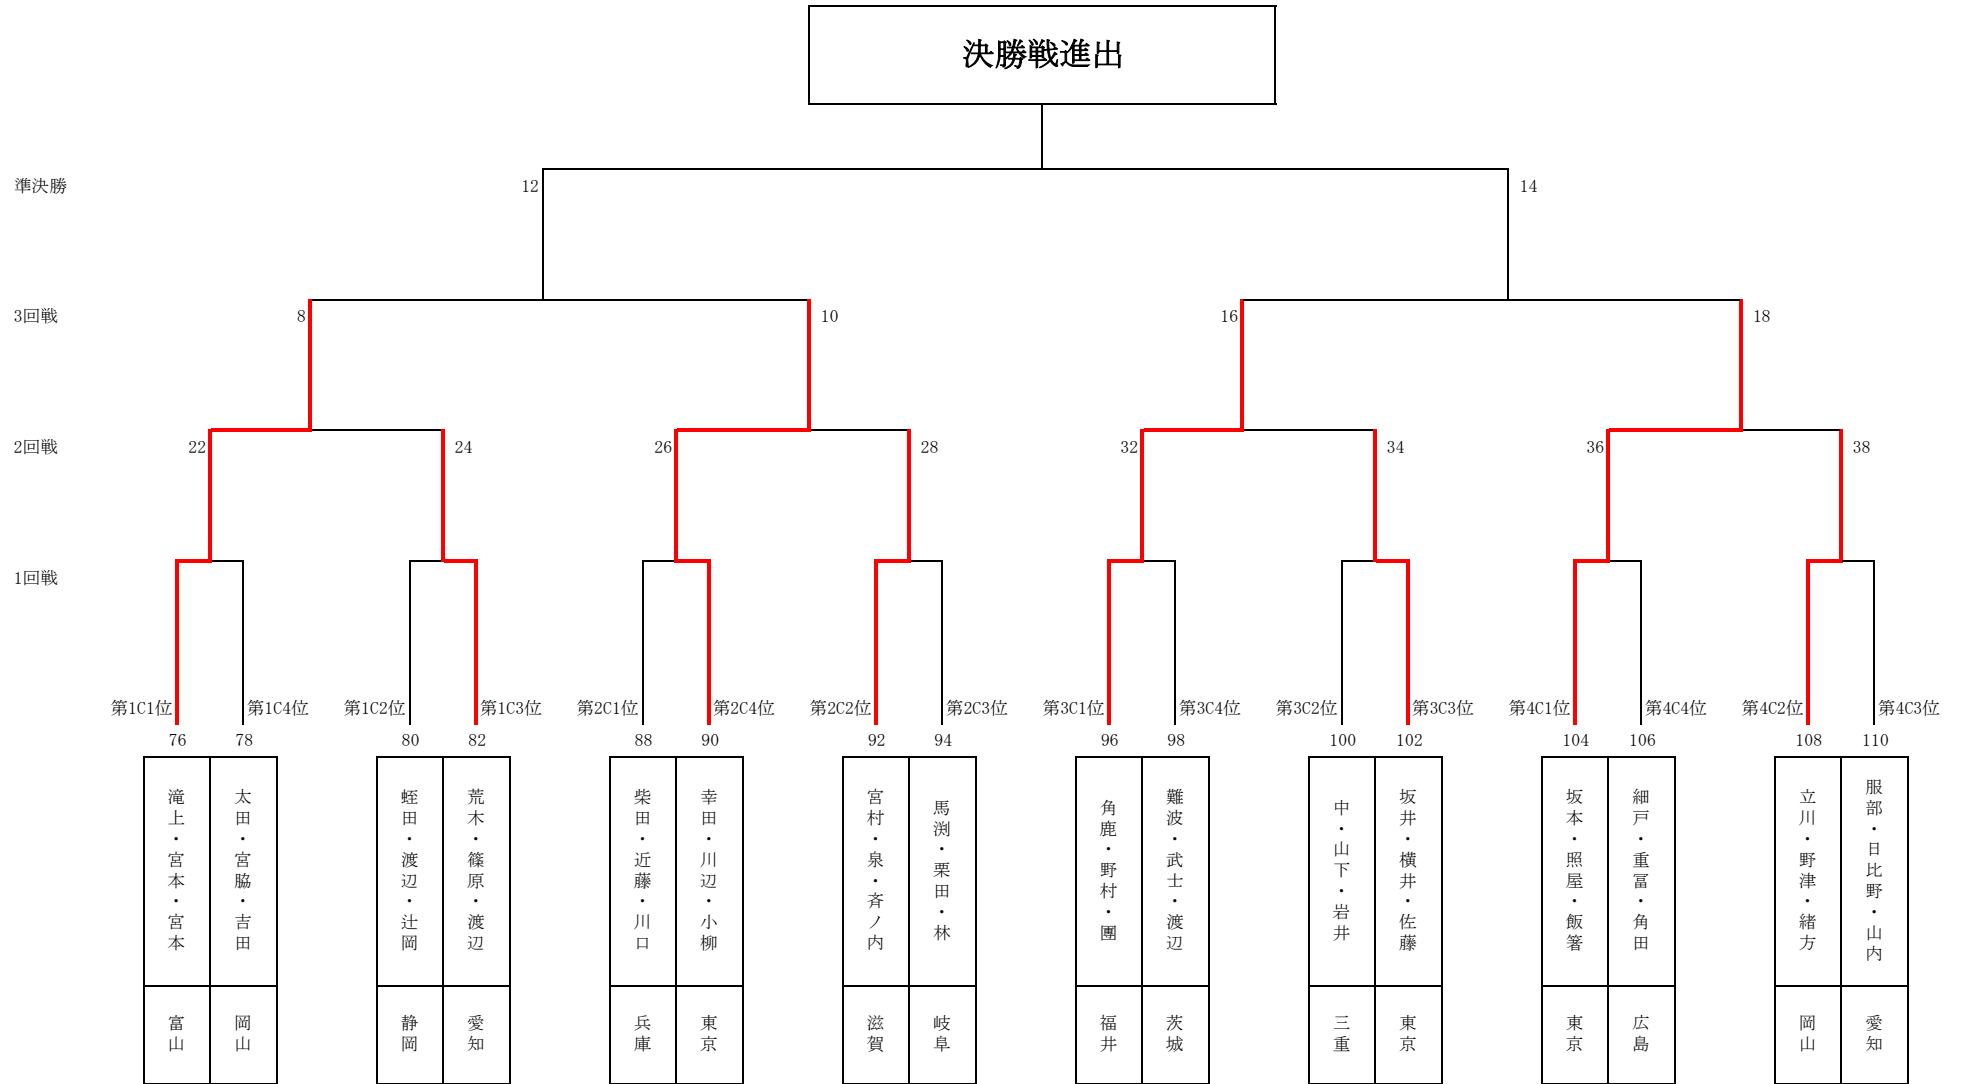 決勝戦進出
準決勝
12
14
3回戦
8
10
16
18
2回戦
22
24
26
28
32
34
36
38
1回戦
第1C1位
第1C4位
第1C2位
第1C3位
第2C1位
第2C4位
第2C2位
第2C3位
第3C1位
第3C4位
第3C2位
第3C3位
第4C1位
第4C4位
第4C2位
第4C3位
76
78
80
82
88
90
92
94
96
98
100
102
104
106
108
110
滝上・宮本・宮本
太田・宮脇・吉田
蛭田・渡辺・辻岡
荒木・篠原・渡辺
柴田・近藤・川口
幸田・川辺・小柳
宮村・泉・斉ノ内
馬渕・栗田・林
角鹿・野村・團
難波・武士・渡辺
中・山下・岩井
坂井・横井・佐藤
坂本・照屋・飯箸
細戸・重冨・角田
立川・野津・緒方
服部・日比野・山内
富山
岡山
静岡
愛知
兵庫
東京
滋賀
岐阜
福井
茨城
三重
東京
東京
広島
岡山
愛知